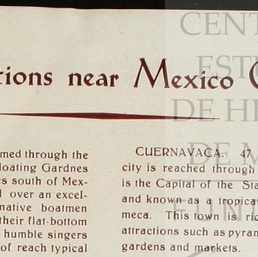 CENT
EST
tions near Mexico C
DE HI
DE M
med through the
loating Gardnes
es south of Mex-
l over an excel-
native boatmen
their flat-bottom
humble singers
of reach typical
CUERNAVACA. 47
city is reached through
is the Capital of the Sta
and known as a tropica
meca. This town is ric
attractions such as pyram
gardens and markets.